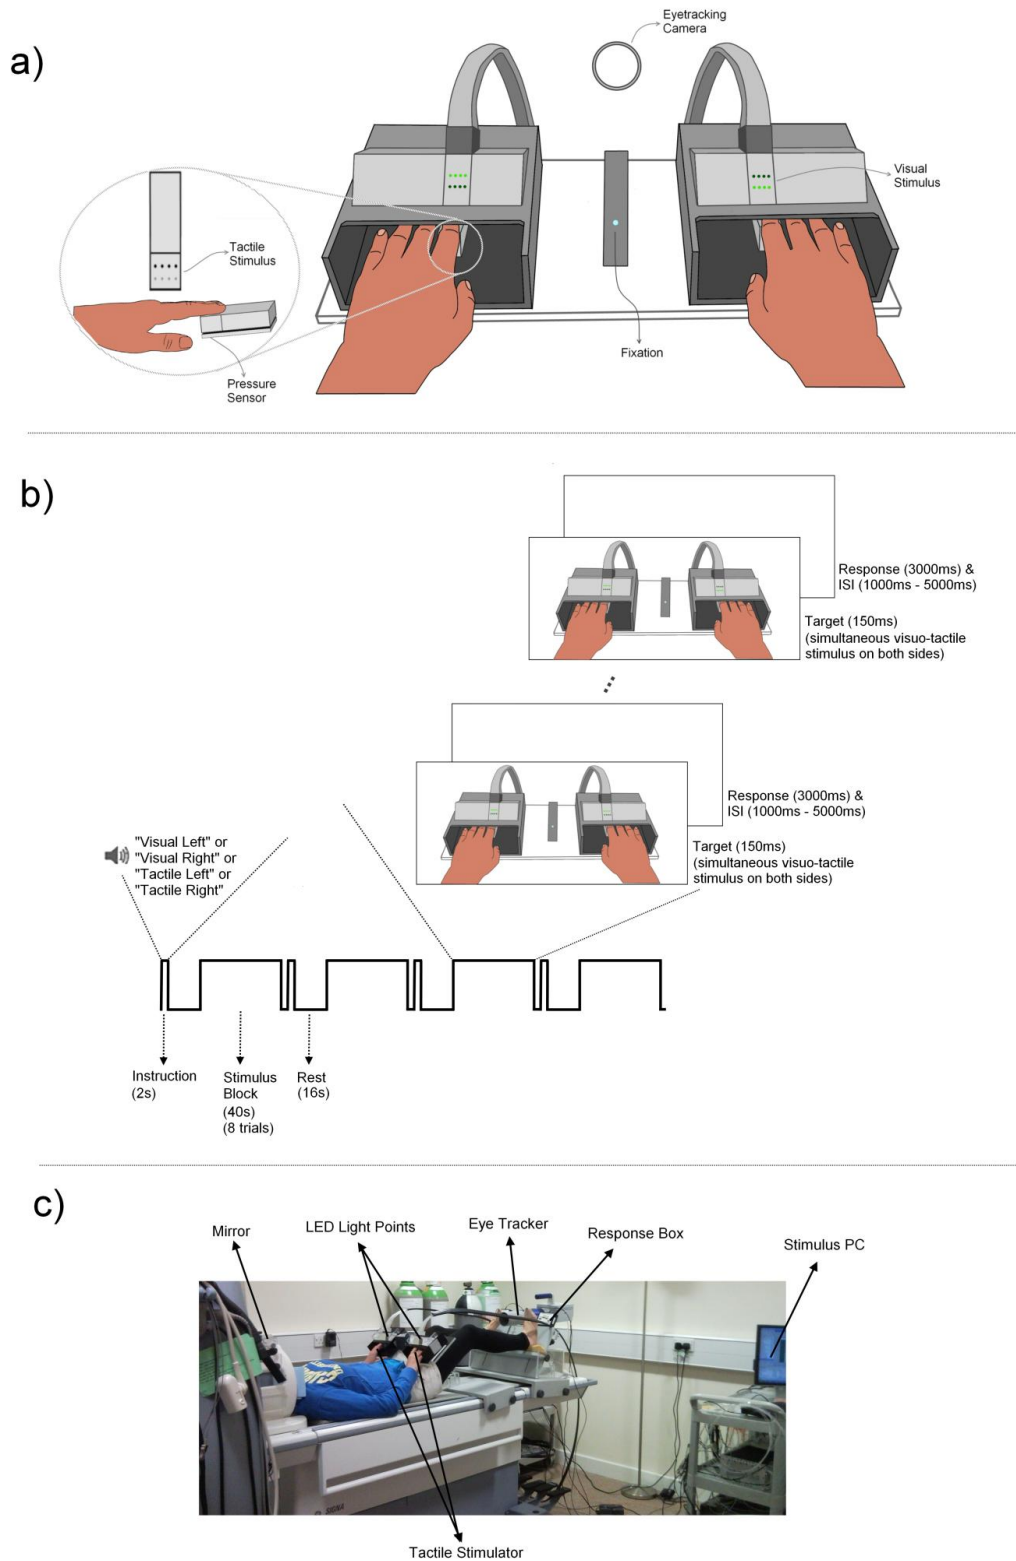 a)
Eyetracking
Camera
Visual
Stimulus
Tactile
Stimulus
Fixation
Pressure
Sensor
b)
Response (3000ms) &
ISI (1000ms - 5000ms)
Target (150ms)
(simultaneous visuo-tactile
stimulus on both sides)
Response (3000ms) &
ISI (1000ms - 5000ms)
Target (150ms)
(simultaneous visuo-tactile
stimulus on both sides)
"Visual Left" or
"Visual Right" or
"Tactile Left" or
"Tactile Right"
Instruction
(2s)
Stimulus
Block
(40s)
(8 trials)
Rest
(16s)
c)
Mirror
LED Light Points
Eye Tracker
Response Box
Stimulus PC
SIGNA
Tactile Stimulator